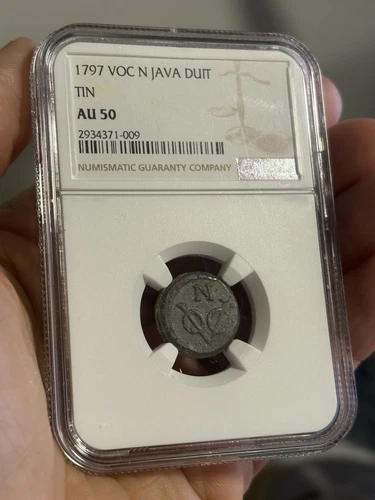 1797 VOC N JAVA DUIT
TIN
AU 50
2934371-009
NUMISMATIC GUARANTY COMPANY
N J
VOC